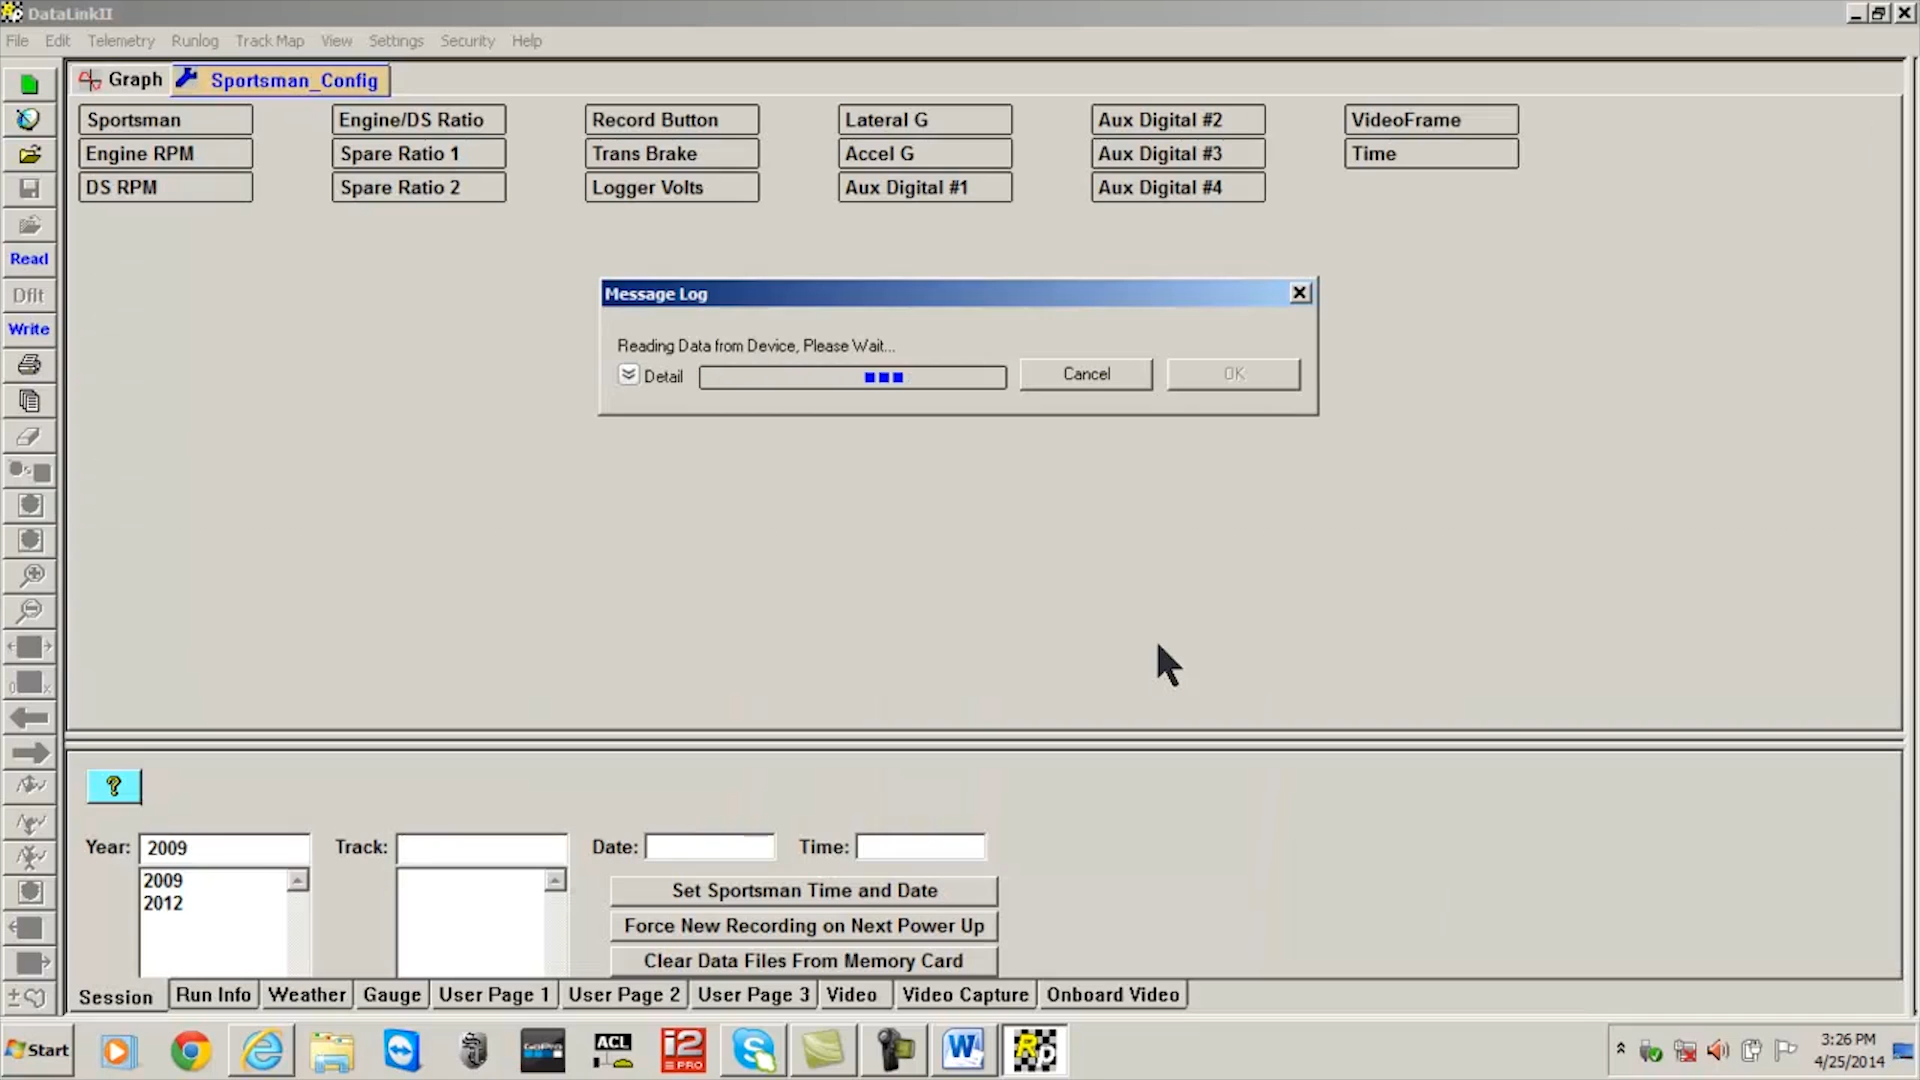 DataLinkII
File Edit Telemetry Runlog Track Map View Settings Security Help
Graph Sportsman_Config
Sportsman Engine/DS Ratio Record Button Lateral G Aux Digital #2 VideoFrame
Engine RPM Spare Ratio 1 Trans Brake Accel G Aux Digital #3 Time
DS RPM Spare Ratio 2 Logger Volts Aux Digital #1 Aux Digital #4
Read
Dflt
Write
Message Log
Reading Data from Device, Please Wait...
Detail Cancel OK
?
Year: 2009 Track: Date: Time:
2009
2012
Set Sportsman Time and Date
Force New Recording on Next Power Up
Clear Data Files From Memory Card
Session Run Info Weather Gauge User Page 1 User Page 2 User Page 3 Video Video Capture Onboard Video
Start GoPro ACL i2 PRO S W Rp 3:26 PM
4/25/2014